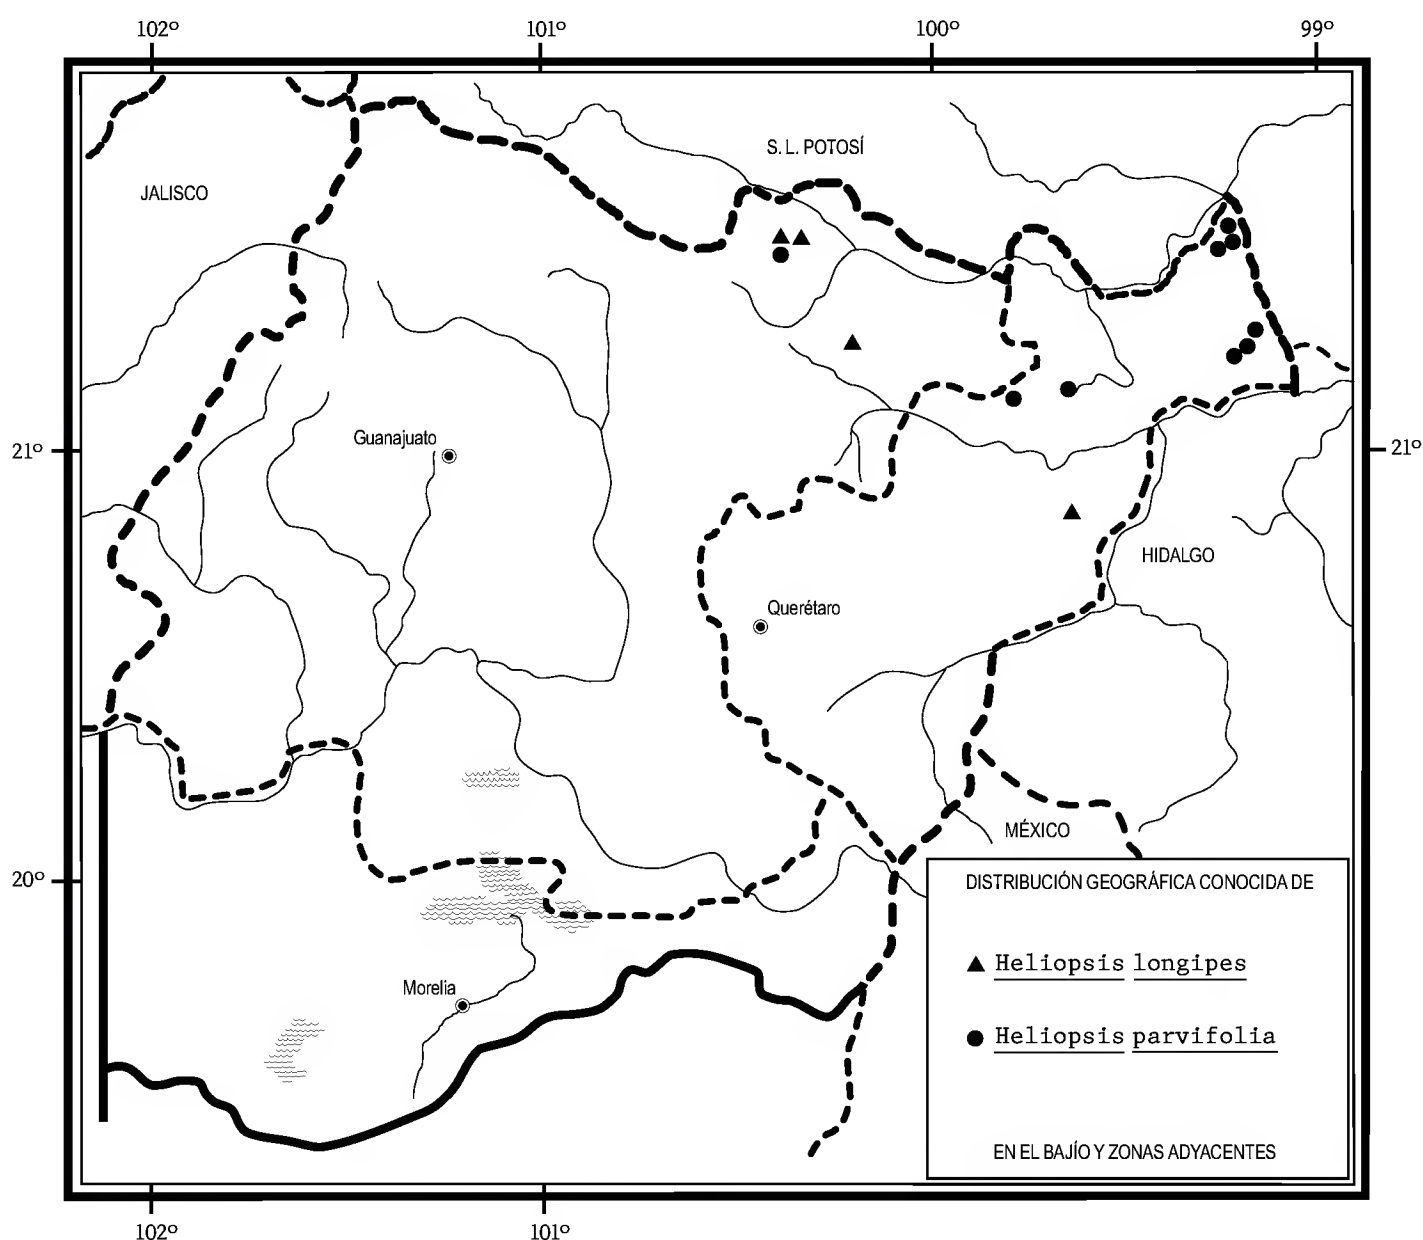 102º 101º 100º 99º
S. L. POTOSÍ
JALISCO
Guanajuato
21º
21º
HIDALGO
Querétaro
MÉXICO
20º
DISTRIBUCIÓN GEOGRÁFICA CONOCIDA DE
Heliopsis longipes
Morelia
Heliopsis parvifolia
EN EL BAJÍO Y ZONAS ADYACENTES
102º 101º